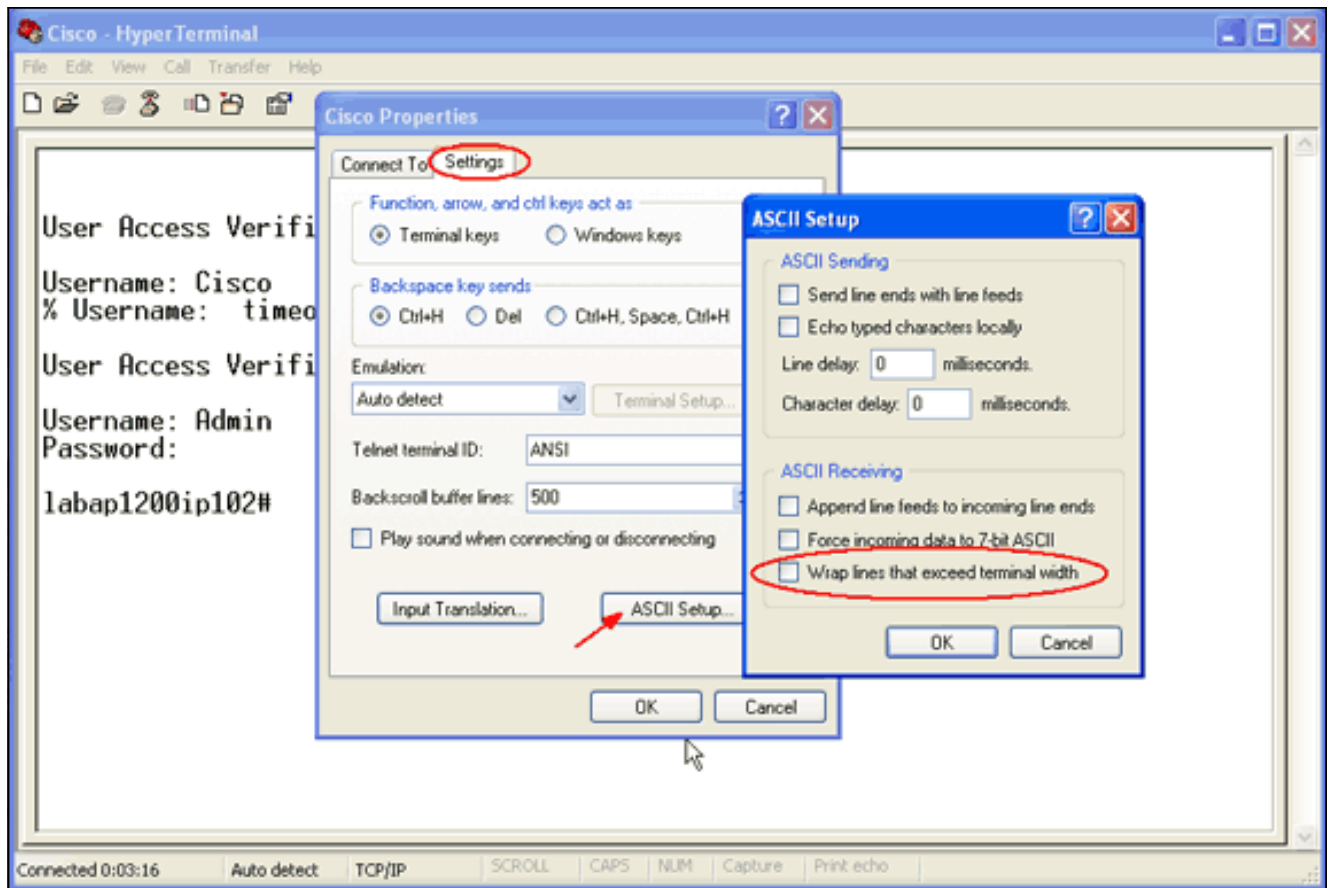 Cisco - HyperTerminal
File Edit View Call Transfer Help
User Access Verifi
Username: Cisco
% Username:  timeo
User Access Verifi
Username: Admin
Password:
labap1200ip102#
Cisco Properties
Connect To
Settings
Function, arrow, and ctrl keys act as
Terminal keys
Windows keys
Backspace key sends
Ctrl+H
Del
Ctrl+H, Space, Ctrl+H
Emulation:
Auto detect
Terminal Setup...
Telnet terminal ID:
ANSI
Backscroll buffer lines:
500
Play sound when connecting or disconnecting
Input Translation...
ASCII Setup...
OK
Cancel
ASCII Setup
ASCII Sending
Send line ends with line feeds
Echo typed characters locally
Line delay: 0 milliseconds.
Character delay: 0 milliseconds.
ASCII Receiving
Append line feeds to incoming line ends
Force incoming data to 7-bit ASCII
Wrap lines that exceed terminal width
OK
Cancel
Connected 0:03:16
Auto detect
TCP/IP
SCROLL
CAPS
NUM
Capture
Print echo